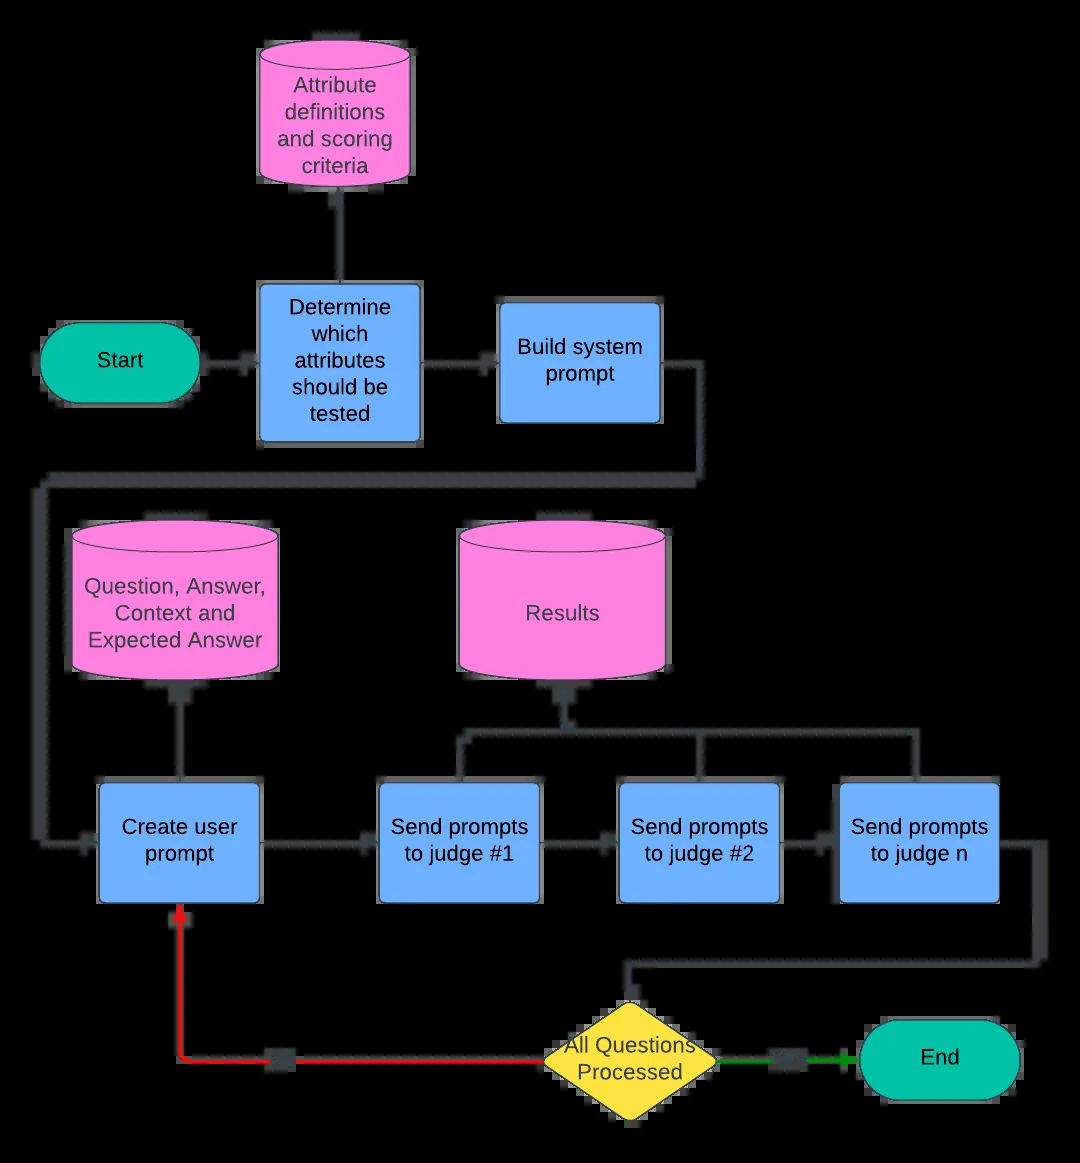 Attribute
definitions
and scoring
criteria
Start
Determine
which
attributes
should be
tested
Build system
prompt
Question, Answer,
Context and
Expected Answer
Results
Create user
prompt
Send prompts
to judge #1
Send prompts
to judge #2
Send prompts
to judge n
All Questions
Processed
End